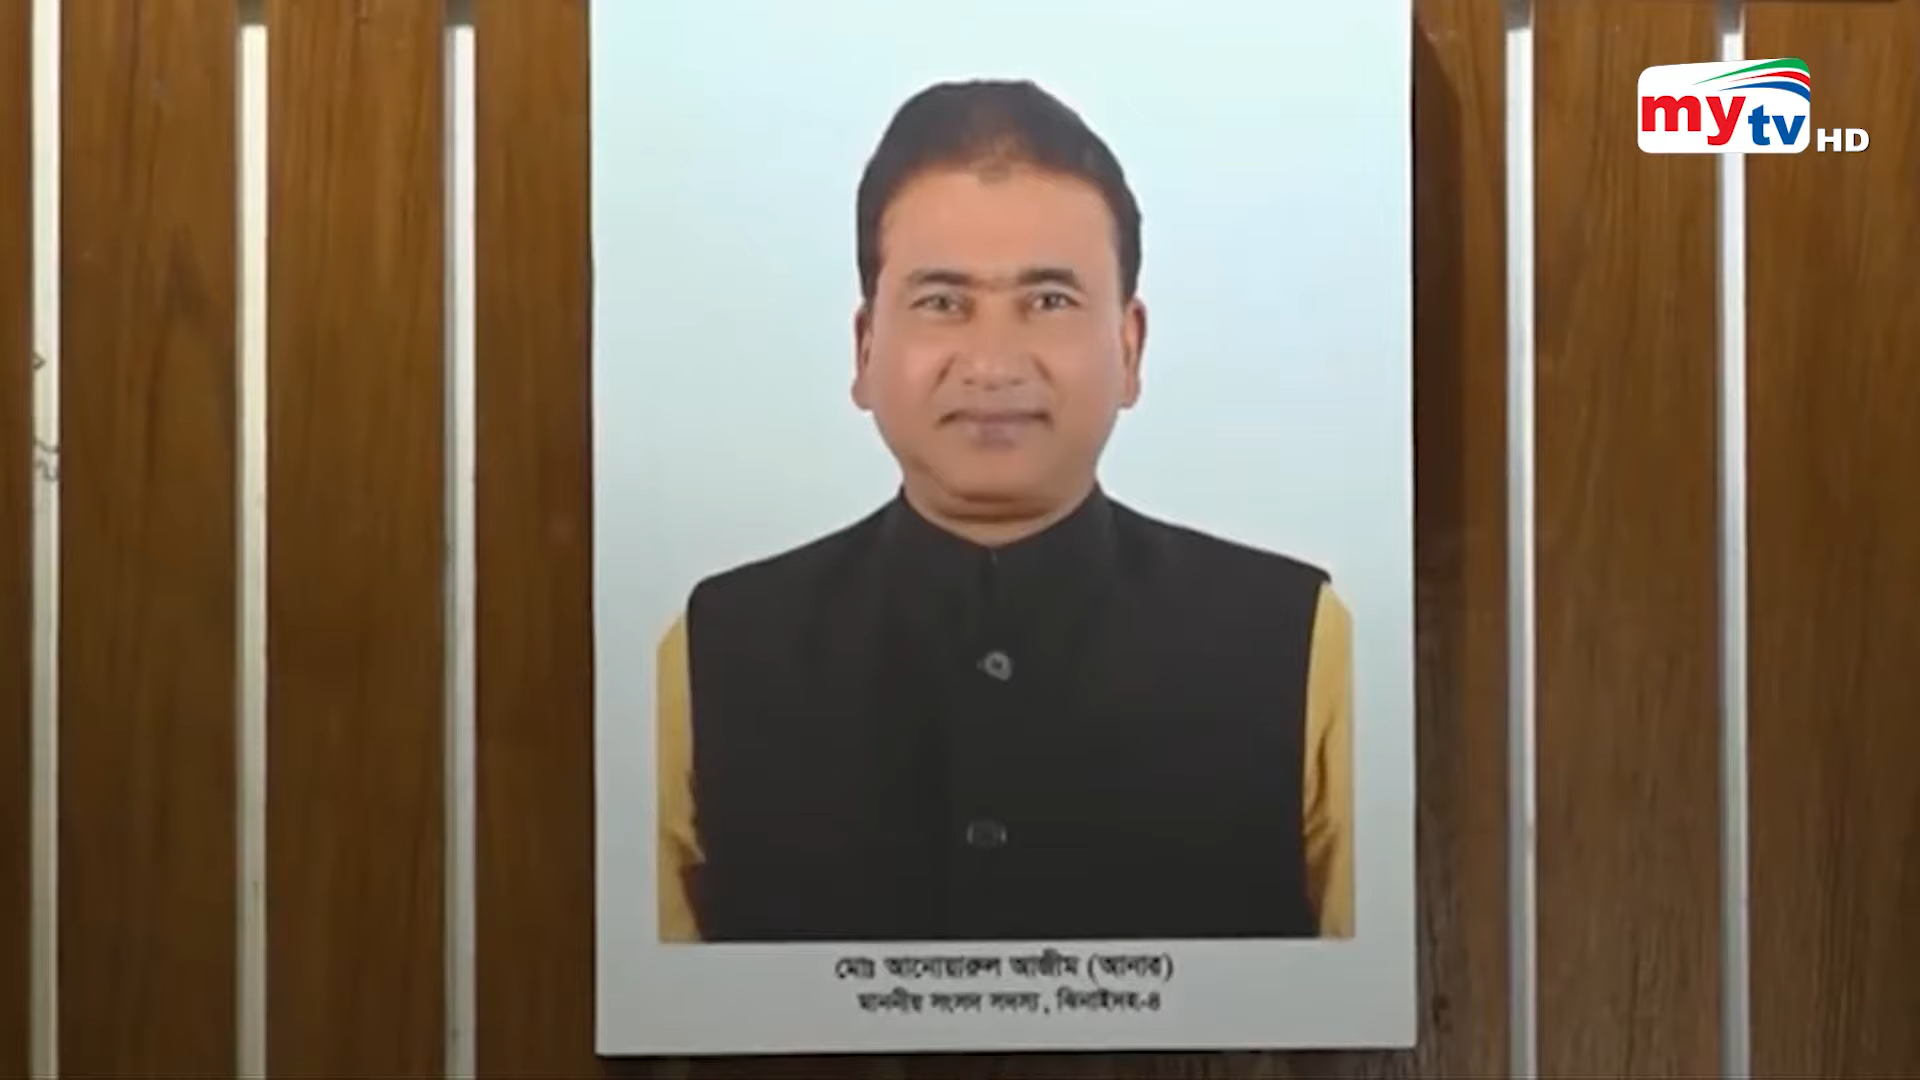 mytv HD
মোঃ আনোয়ারুল আজীম (আনার)
মাননীয় সংসদ সদস্য, ঝিনাইদহ-৪